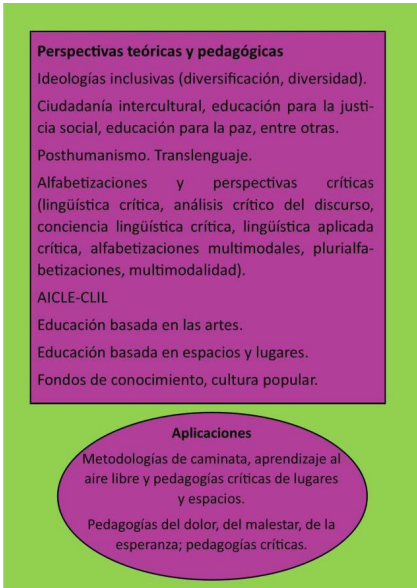 Perspectivas teóricas y pedagógicas
Ideologías inclusivas (diversificación, diversidad).
Ciudadanía intercultural, educación para la justi-
cia social, educación para la paz, entre otras.
Posthumanismo. Translenguaje.
Alfabetizaciones y perspectivas críticas
(lingüística crítica, análisis crítico del discurso,
conciencia lingüística crítica, lingüística aplicada
crítica, alfabetizaciones multimodales, plurialfa-
betizaciones, multimodalidad).
AICLE-CLIL
Educación basada en las artes.
Educación basada en espacios y lugares.
Fondos de conocimiento, cultura popular.
Aplicaciones
Metodologías de caminata, aprendizaje al
aire libre y pedagogías críticas de lugares
y espacios.
Pedagogías del dolor, del malestar, de la
esperanza; pedagogías críticas.